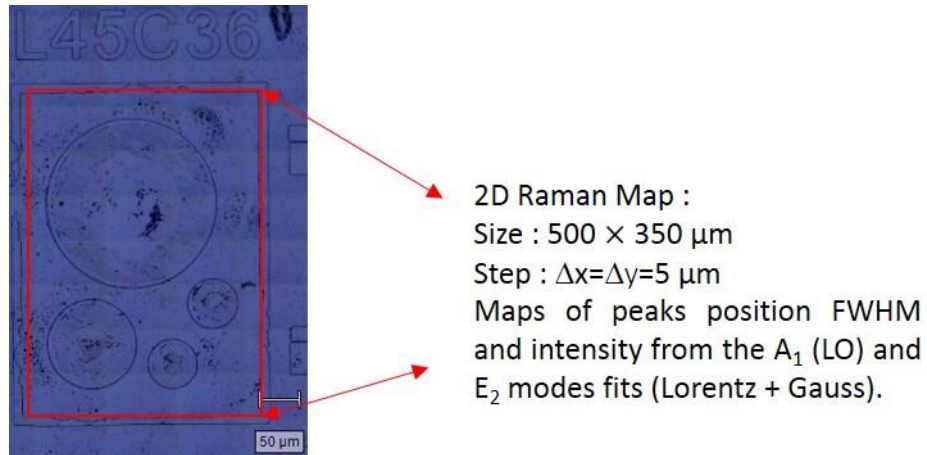 L45C36
2D Raman Map :
Size : 500 × 350 µm
Step : Δx=Δy=5 µm
Maps of peaks position FWHM
and intensity from the A₁ (LO) and
E₂ modes fits (Lorentz + Gauss).
50 µm